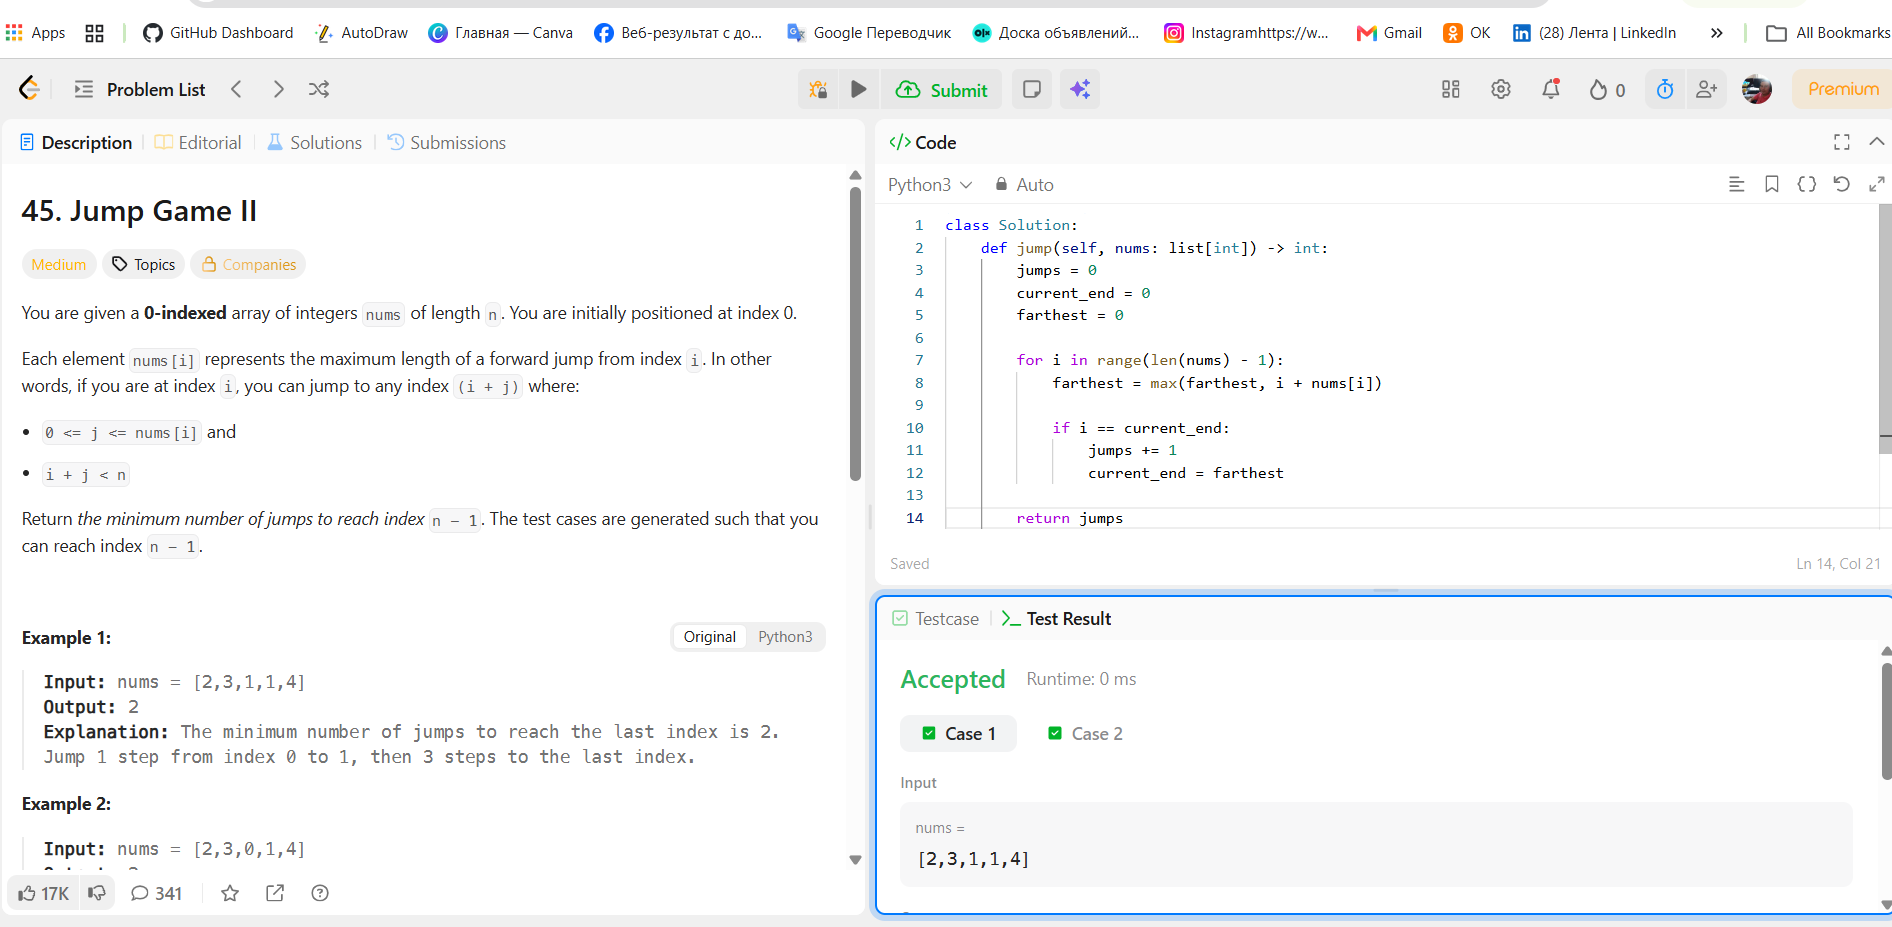 Apps GitHub Dashboard AutoDraw Главная — Canva Веб-результат с до... Google Переводчик Доска объявлений... Instagramhttps://w... Gmail OK (28) Лента | LinkedIn » All Bookmarks
Problem List Submit 0 Premium
Description Editorial Solutions Submissions
45. Jump Game II
Medium Topics Companies
You are given a 0-indexed array of integers nums of length n. You are initially positioned at index 0.
Each element nums[i] represents the maximum length of a forward jump from index i. In other
words, if you are at index i, you can jump to any index (i + j) where:
• 0 <= j <= nums[i] and
• i + j < n
Return the minimum number of jumps to reach index n - 1. The test cases are generated such that you
can reach index n - 1.
Example 1:
Original Python3
Input: nums = [2,3,1,1,4]
Output: 2
Explanation: The minimum number of jumps to reach the last index is 2.
Jump 1 step from index 0 to 1, then 3 steps to the last index.
Example 2:
Input: nums = [2,3,0,1,4]
17K 341
</> Code
Python3 Auto
1 class Solution:
2 def jump(self, nums: list[int]) -> int:
3 jumps = 0
4 current_end = 0
5 farthest = 0
6
7 for i in range(len(nums) - 1):
8 farthest = max(farthest, i + nums[i])
9
10 if i == current_end:
11 jumps += 1
12 current_end = farthest
13
14 return jumps
Saved Ln 14, Col 21
Testcase >_ Test Result
Accepted Runtime: 0 ms
Case 1 Case 2
Input
nums =
[2,3,1,1,4]